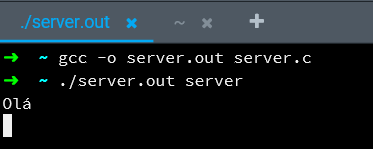 ./server.out × ~ × +
➜ ~ gcc -o server.out server.c
➜ ~ ./server.out server
Olá